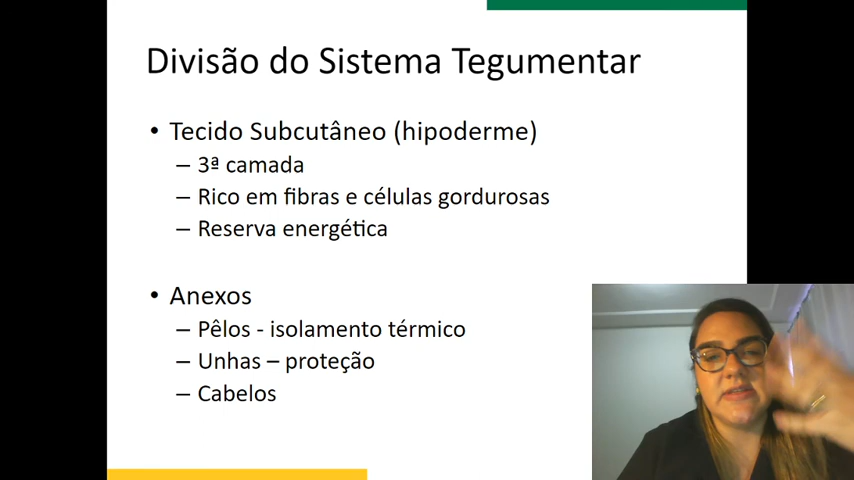 Divisão do Sistema Tegumentar
• Tecido Subcutâneo (hipoderme)
– 3ª camada
– Rico em fibras e células gordurosas
– Reserva energética
• Anexos
– Pêlos - isolamento térmico
– Unhas – proteção
– Cabelos